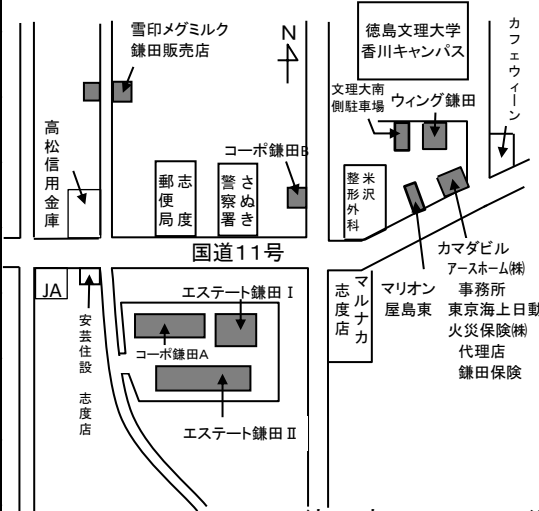 雪印メグミルク
鎌田販売店
N
徳島文理大学
香川キャンパス
カフェウィーン
文理大南
側駐車場
ウィング鎌田
高松信用金庫
コーポ鎌田B
志度
郵便局
さぬき
警察署
米沢
整形外科
国道11号
カマダビル
アースホーム㈱
事務所
東京海上日動
火災保険㈱
代理店
鎌田保険
マリオン
屋島東
マルナカ
志度店
JA
安芸住設 志度店
エステート鎌田Ⅰ
コーポ鎌田A
エステート鎌田Ⅱ